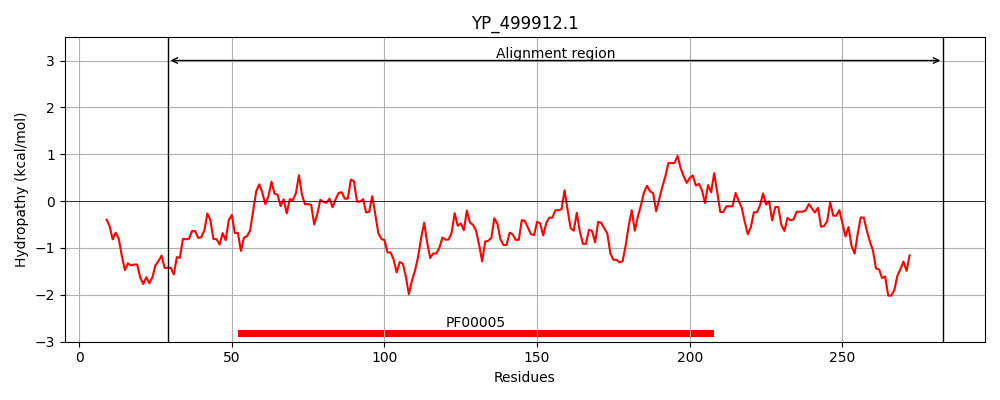 YP_499912.1
Alignment region
Hydropathy (kcal/mol)
3
2
1
0
−1
−2
−3
PF00005
0 50 100 150 200 250
Residues